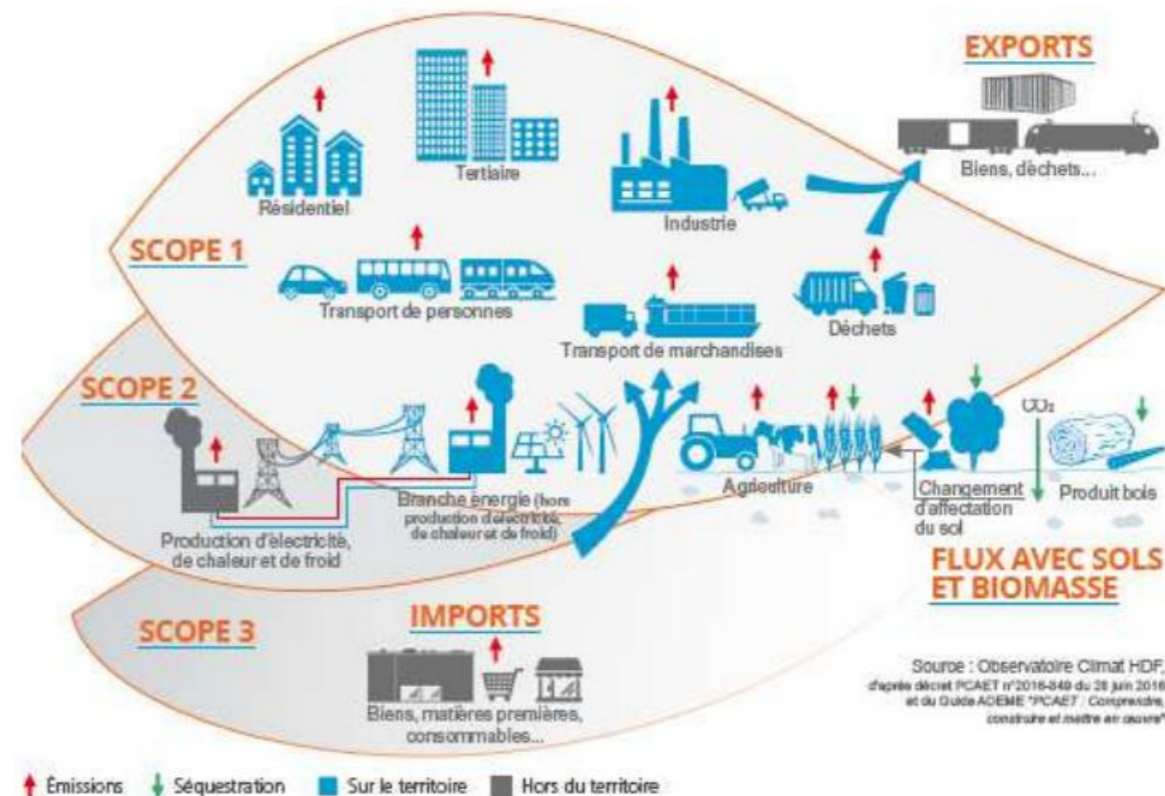 EXPORTS
Biens, déchets...
Tertiaire
Résidentiel
Industrie
SCOPE 1
Transport de personnes
Déchets
Transport de marchandises
SCOPE 2
CO₂
Agriculture
Changement
d'affectation
du sol
Produit bois
Branche énergie (hors
production d'électricité,
de chaleur et de froid)
Production d'électricité,
de chaleur et de froid
FLUX AVEC SOLS
ET BIOMASSE
SCOPE 3
IMPORTS
Biens, matières premières,
consommables...
Source : Observatoire Climat HDF,
d'après décret PCAET n°2016-849 du 28 juin 2016
et du Guide ADEME "PCAET : Comprendre,
construire et mettre en œuvre"
Émissions
Séquestration
Sur le territoire
Hors du territoire